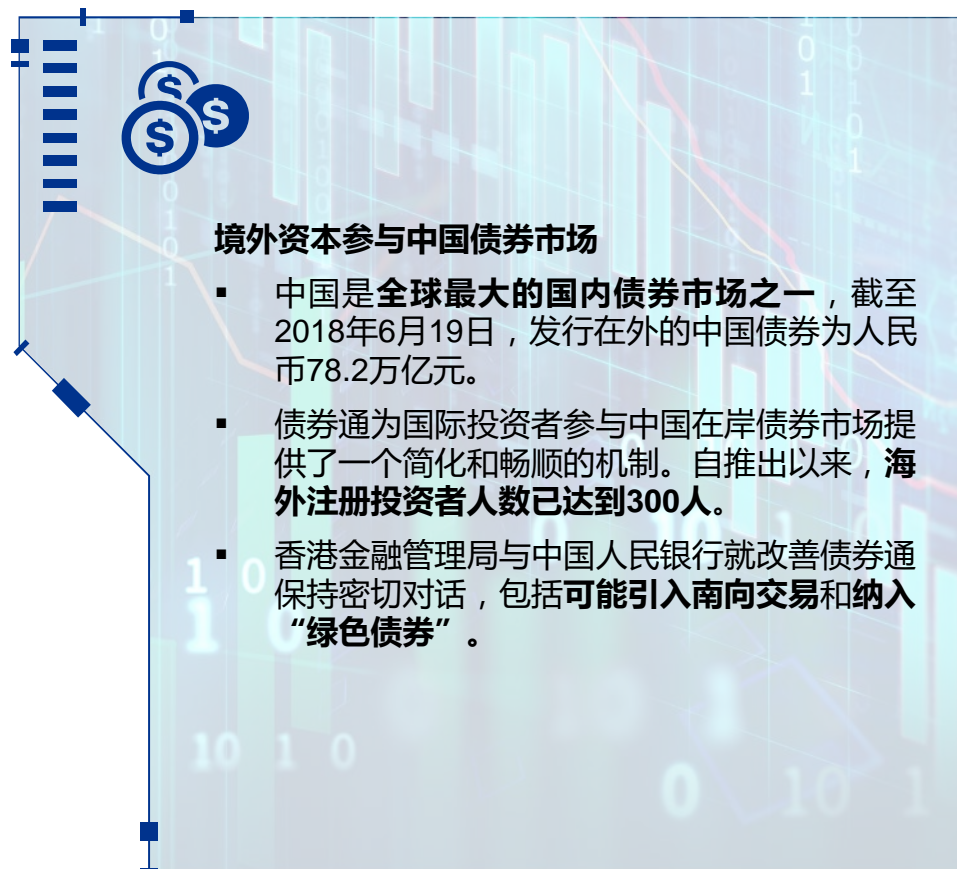 境外资本参与中国债券市场
▪ 中国是全球最大的国内债券市场之一，截至
2018年6月19日，发行在外的中国债券为人民
币78.2万亿元。
▪ 债券通为国际投资者参与中国在岸债券市场提
供了一个简化和畅顺的机制。自推出以来，海
外注册投资者人数已达到300人。
▪ 香港金融管理局与中国人民银行就改善债券通
保持密切对话，包括可能引入南向交易和纳入
“绿色债券”。